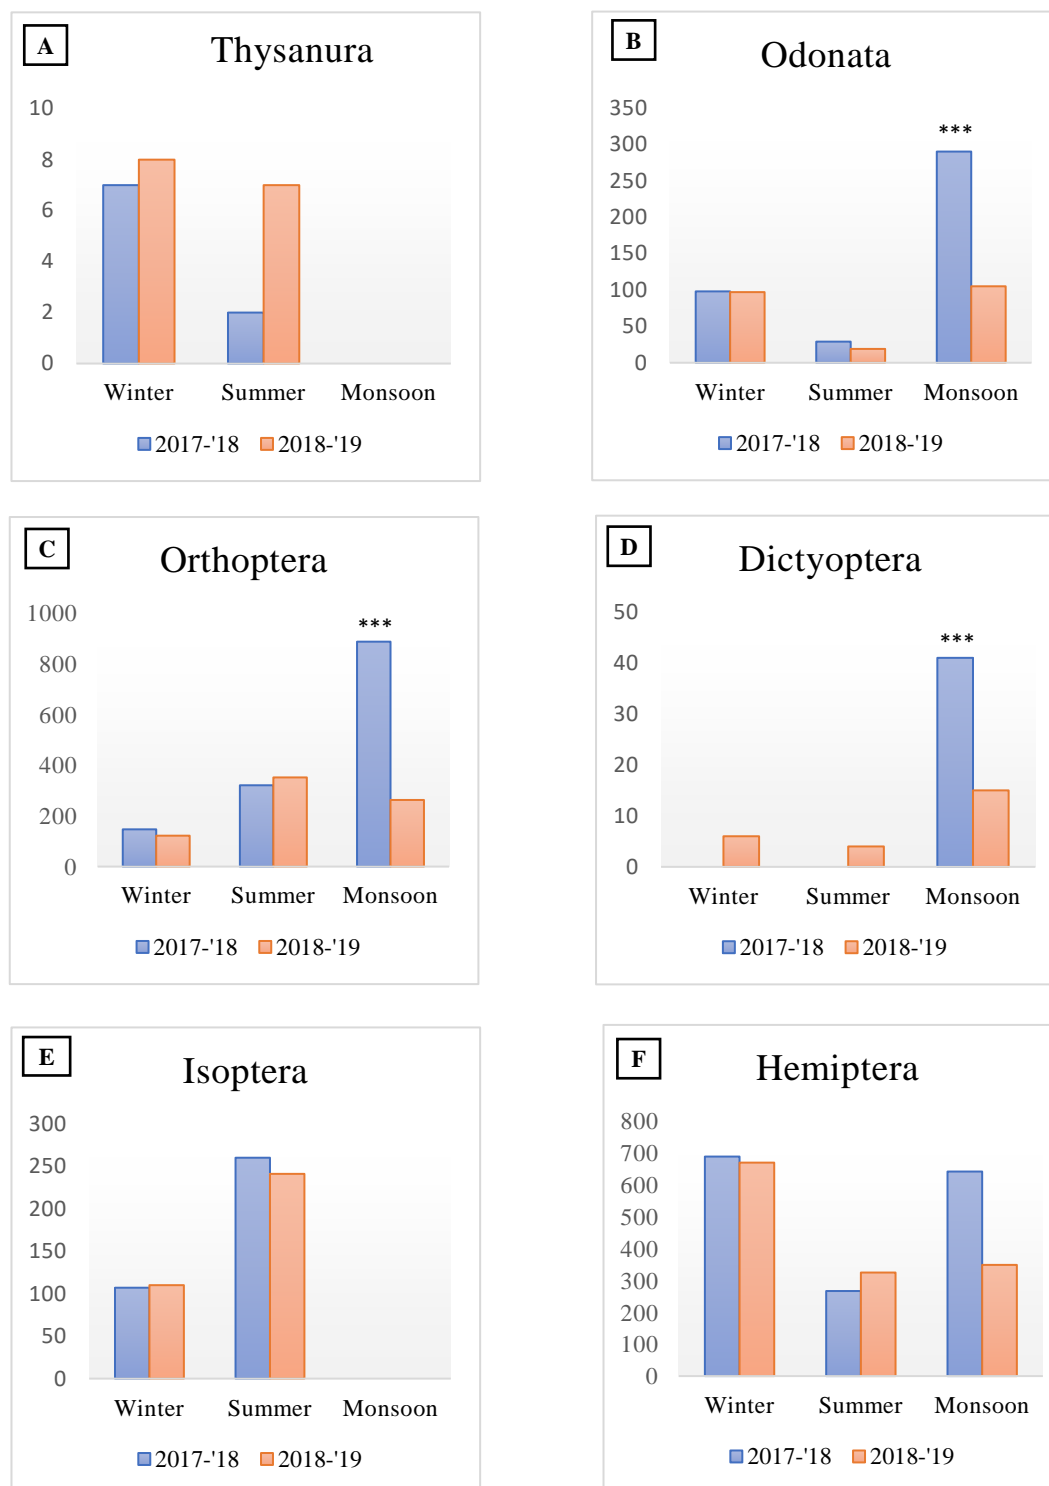 A
Thysanura
10
8
6
4
2
0
Winter Summer Monsoon
2017-'18 2018-'19
B
Odonata
350
300
250
200
150
100
50
0
***
Winter Summer Monsoon
2017-'18 2018-'19
C
Orthoptera
1000
800
600
400
200
0
***
Winter Summer Monsoon
2017-'18 2018-'19
D
Dictyoptera
50
40
30
20
10
0
***
Winter Summer Monsoon
2017-'18 2018-'19
E
Isoptera
300
250
200
150
100
50
0
Winter Summer Monsoon
2017-'18 2018-'19
F
Hemiptera
800
700
600
500
400
300
200
100
0
Winter Summer Monsoon
2017-'18 2018-'19